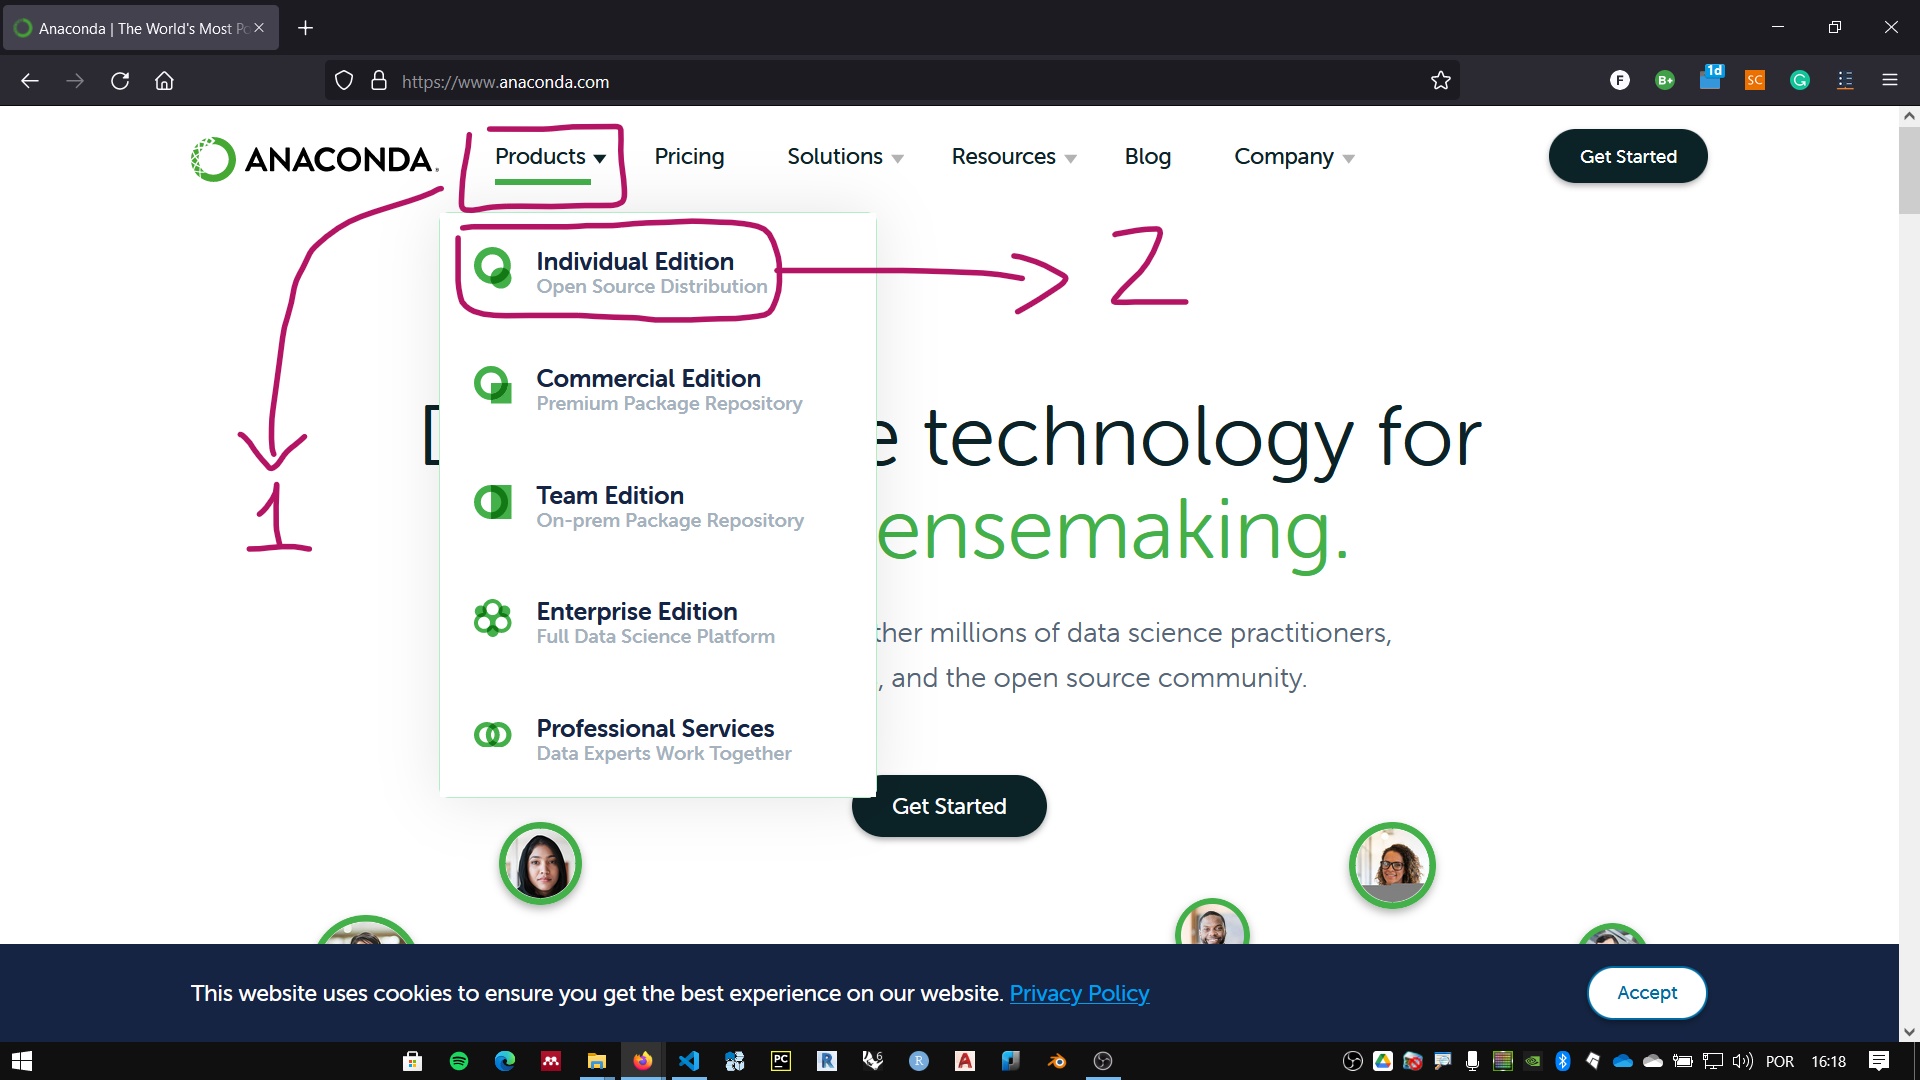 Anaconda | The World's Most Po
https://www.anaconda.com
F
B+
1d
SC
G
ANACONDA.
Products
Pricing
Solutions
Resources
Blog
Company
Get Started
2
Individual Edition
Open Source Distribution
Commercial Edition
Premium Package Repository
D
e technology for
Team Edition
On-prem Package Repository
ensemaking.
1
Enterprise Edition
Full Data Science Platform
ther millions of data science practitioners,
, and the open source community.
Professional Services
Data Experts Work Together
Get Started
This website uses cookies to ensure you get the best experience on our website. Privacy Policy
Accept
PC
R
6
R
A
POR
16:18